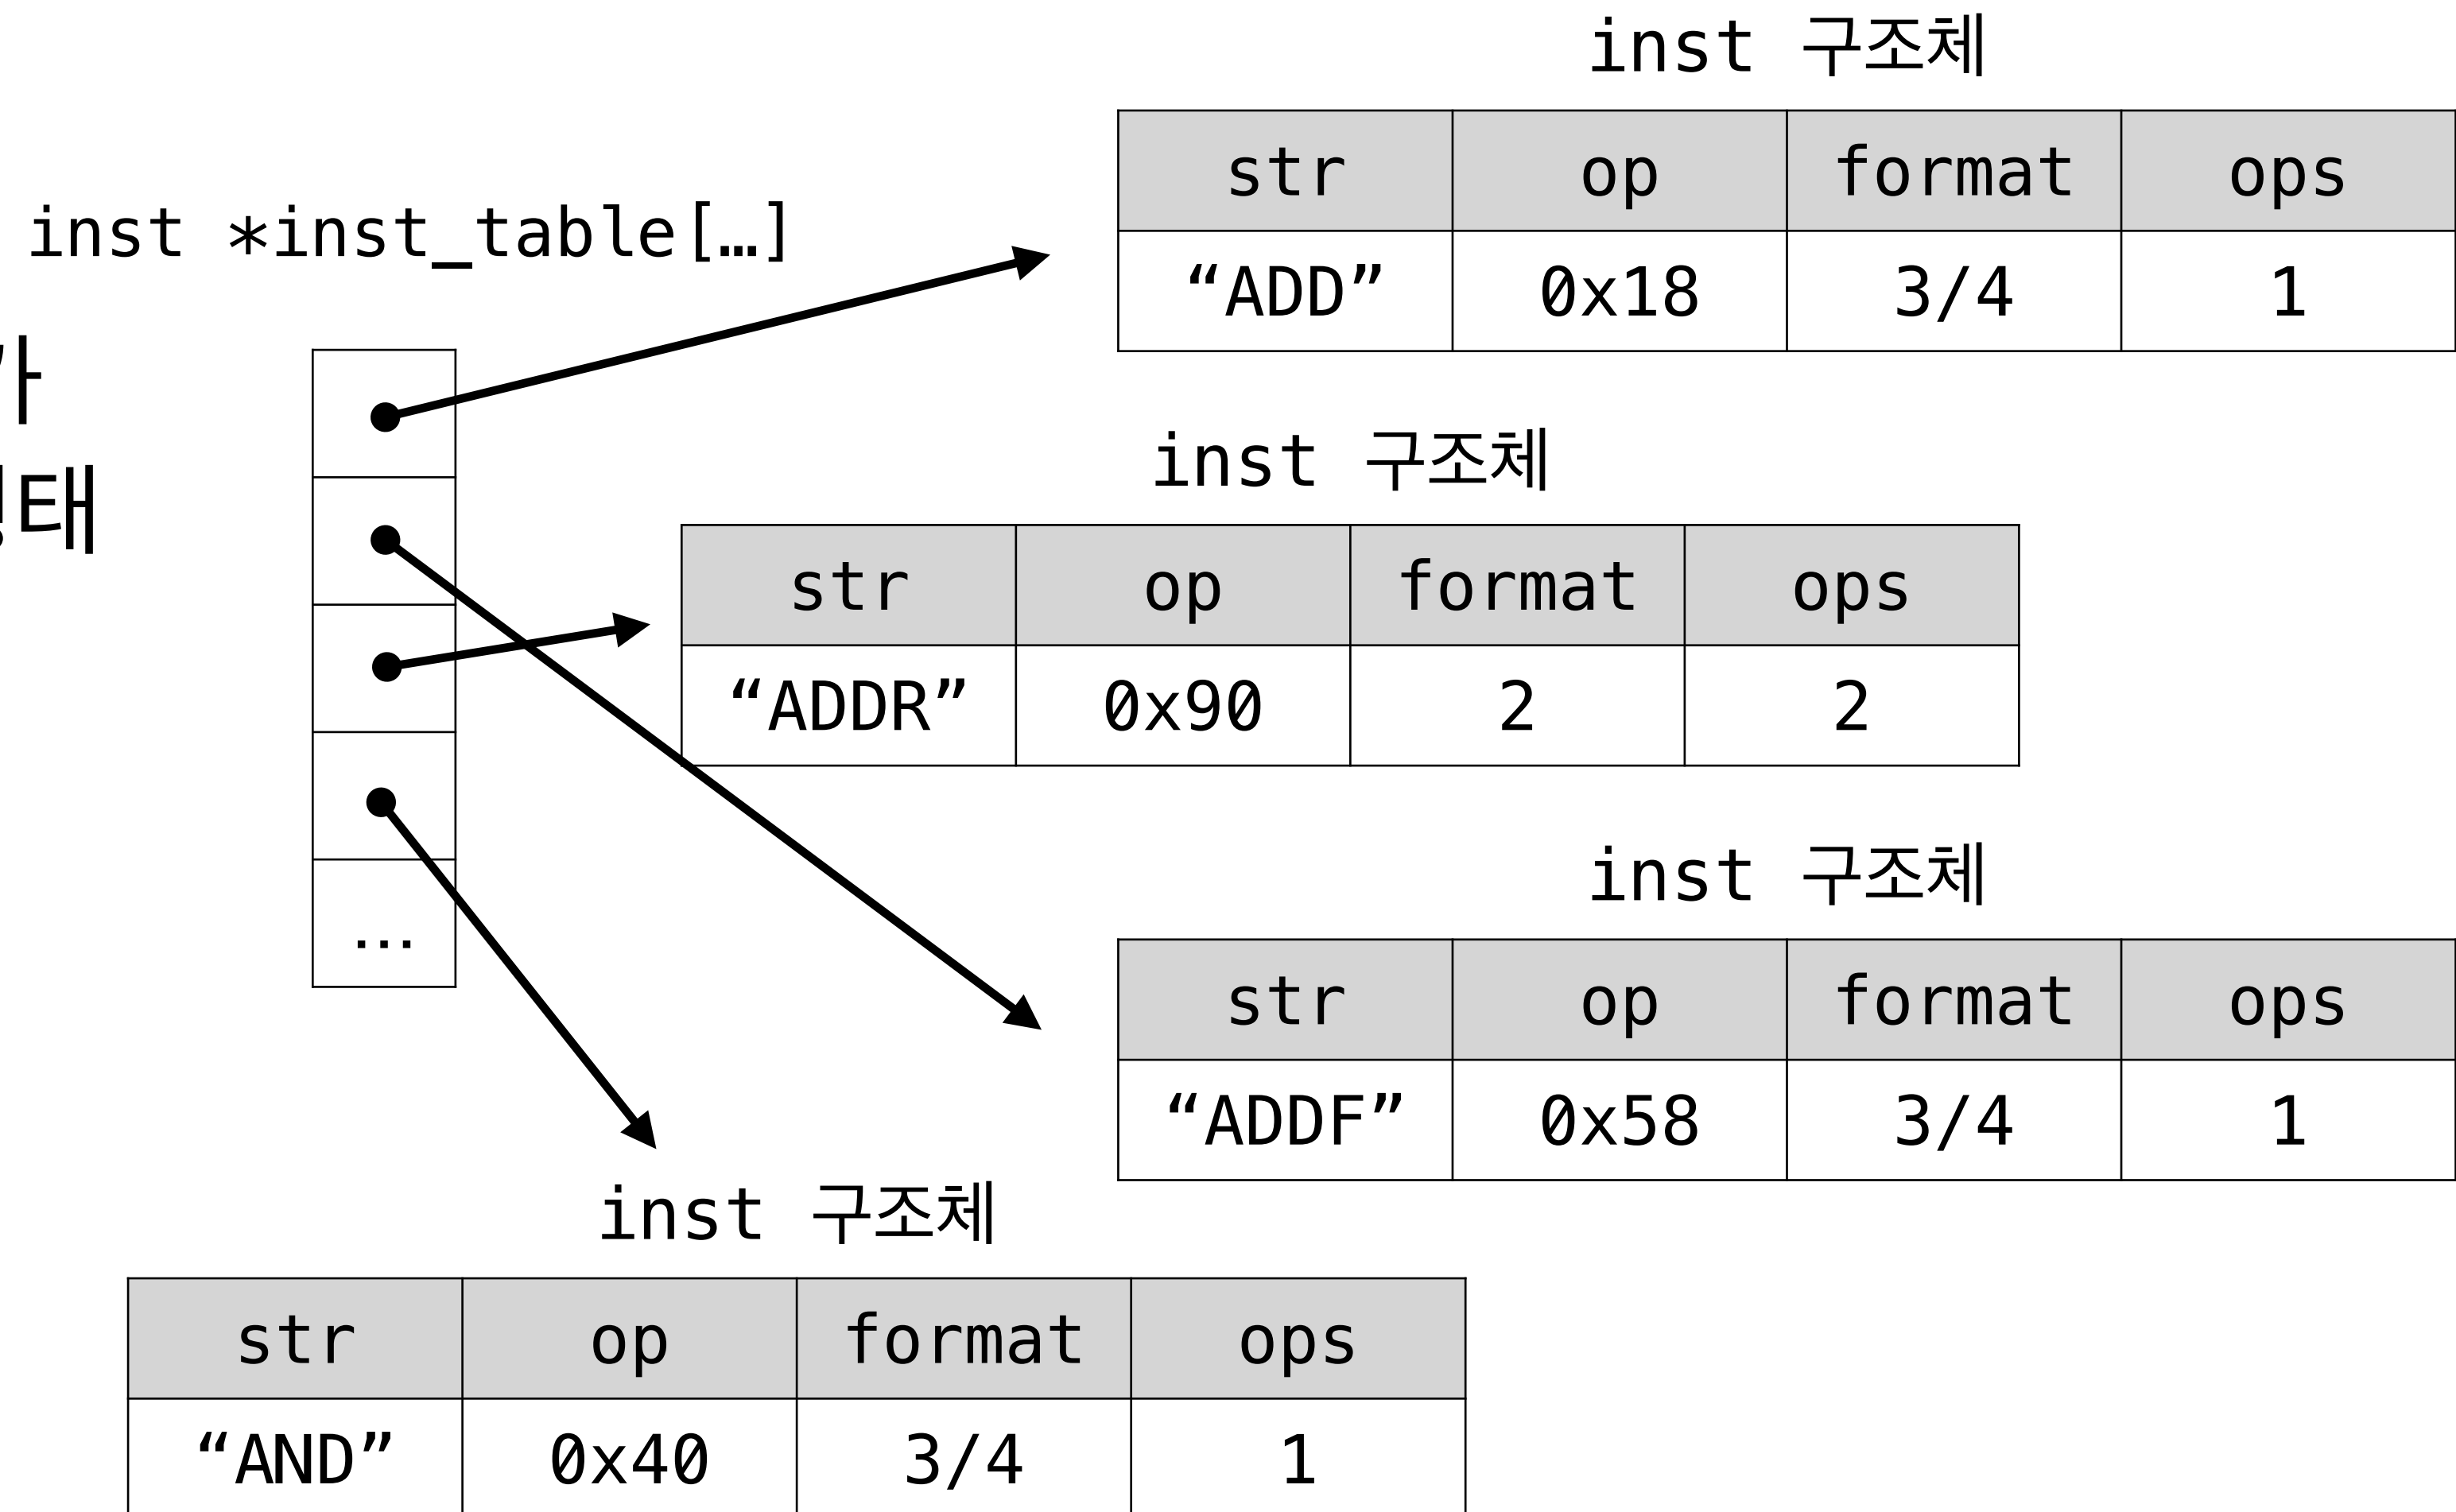 inst 구조체
str op format ops
“ADD” 0x18 3/4 1
inst *inst_table[…]
inst 구조체
str op format ops
“ADDR” 0x90 2 2
…
inst 구조체
str op format ops
“ADDF” 0x58 3/4 1
inst 구조체
str op format ops
“AND” 0x40 3/4 1